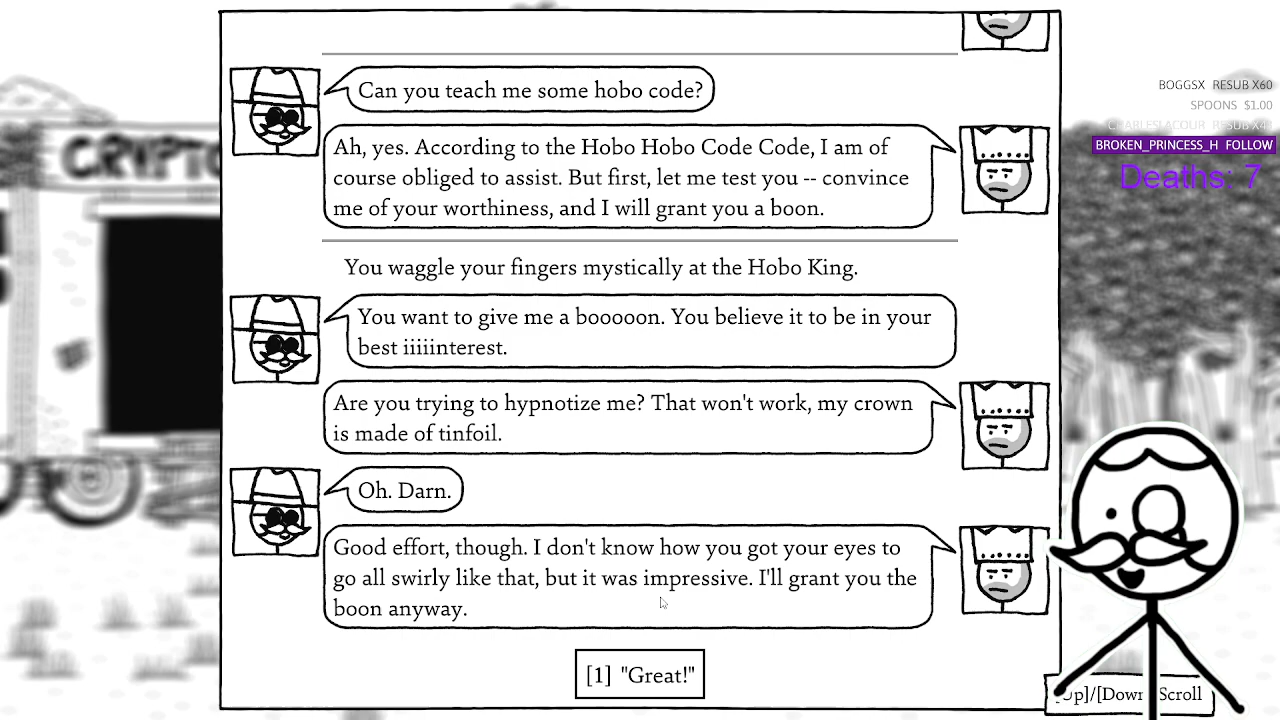 CRYPTO
BOGGSX RESUB X60
SPOONS $1.00
CHARLESLACOUR RESUB
BROKEN_PRINCESS_H FOLLOW
Deaths: 7
Can you teach me some hobo code?
Ah, yes. According to the Hobo Hobo Code Code, I am of
course obliged to assist. But first, let me test you -- convince
me of your worthiness, and I will grant you a boon.
You waggle your fingers mystically at the Hobo King.
You want to give me a booooon. You believe it to be in your
best iiiiinterest.
Are you trying to hypnotize me? That won't work, my crown
is made of tinfoil.
Oh. Darn.
Good effort, though. I don't know how you got your eyes to
go all swirly like that, but it was impressive. I'll grant you the
boon anyway.
[1] "Great!"
Up]/[Down Scroll